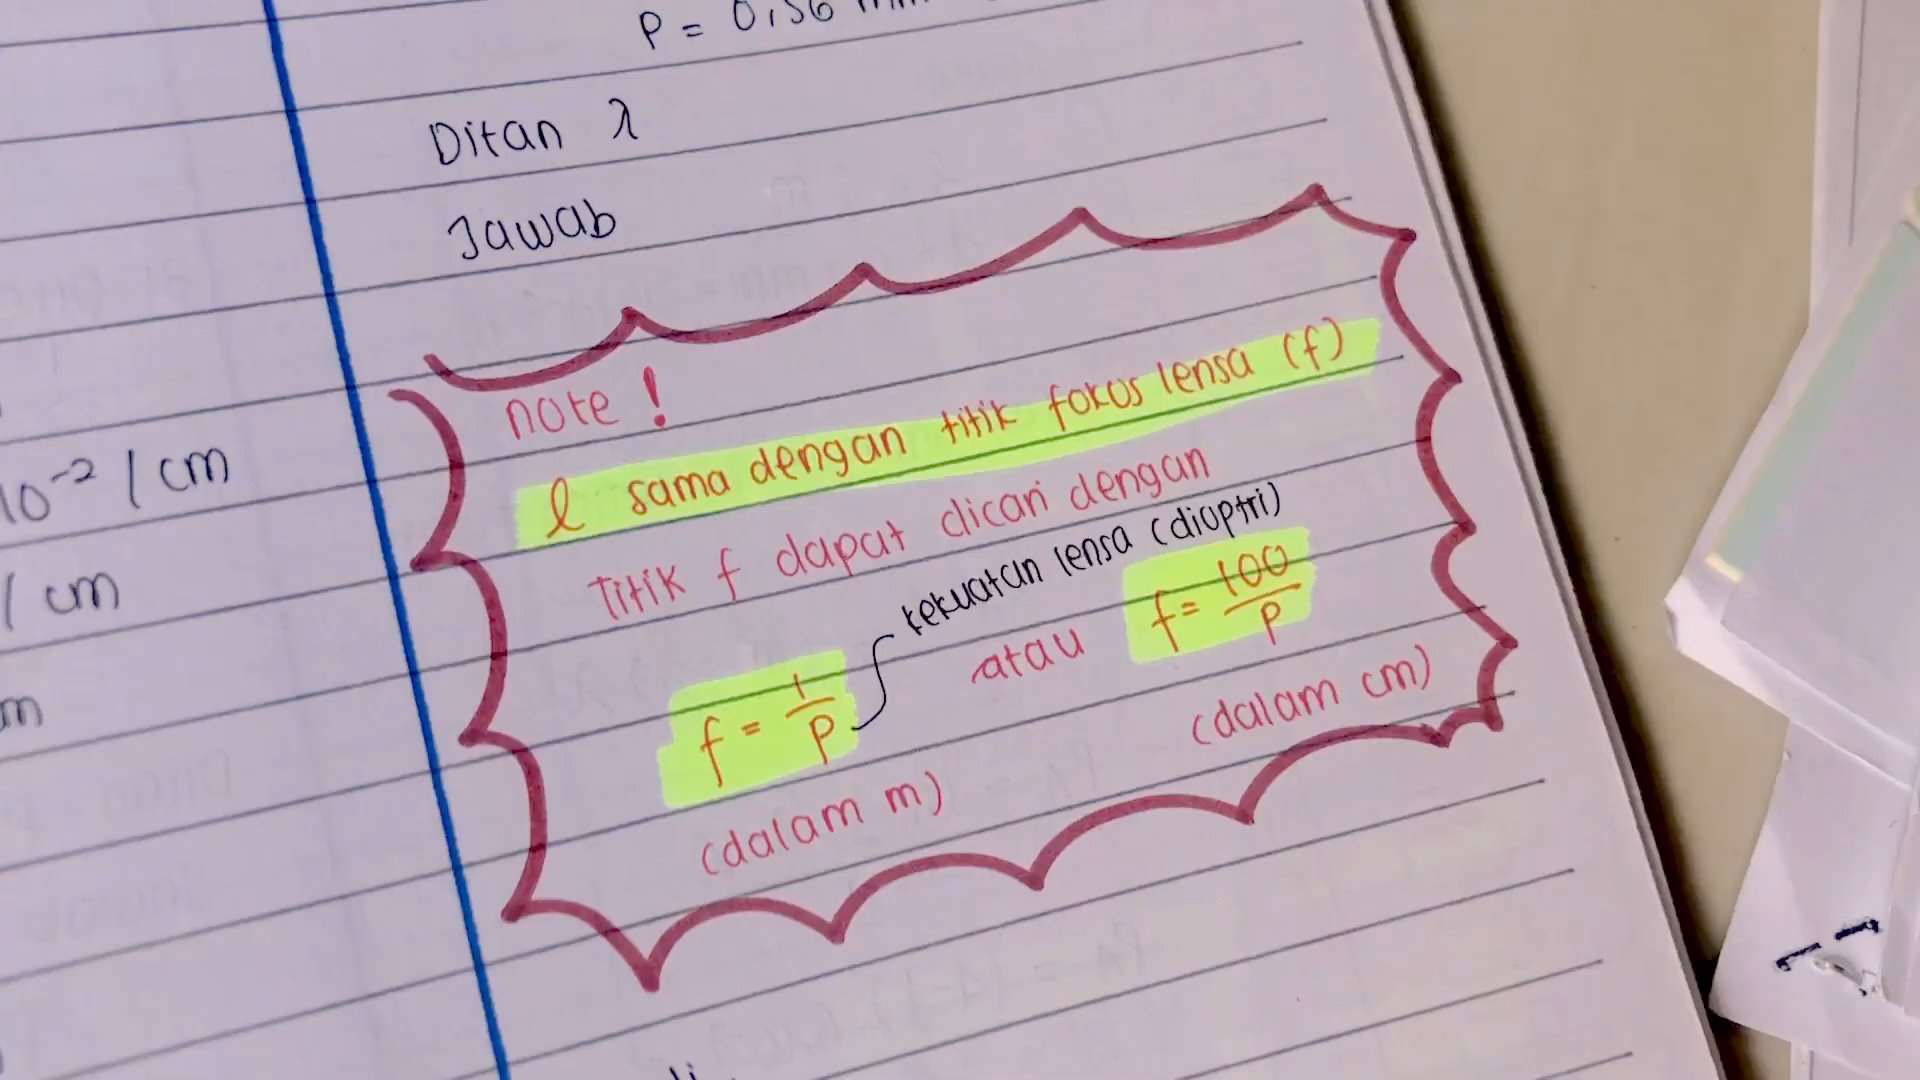 P = 0,56 mm
Ditan λ
Jawab
note !
l sama dengan titik fokus lensa (f)
Titik f dapat dicari dengan
kekuatan lensa (dioptri)
f = 1/P atau f = 100/P
(dalam m) (dalam cm)
10⁻² / cm
/ cm
m